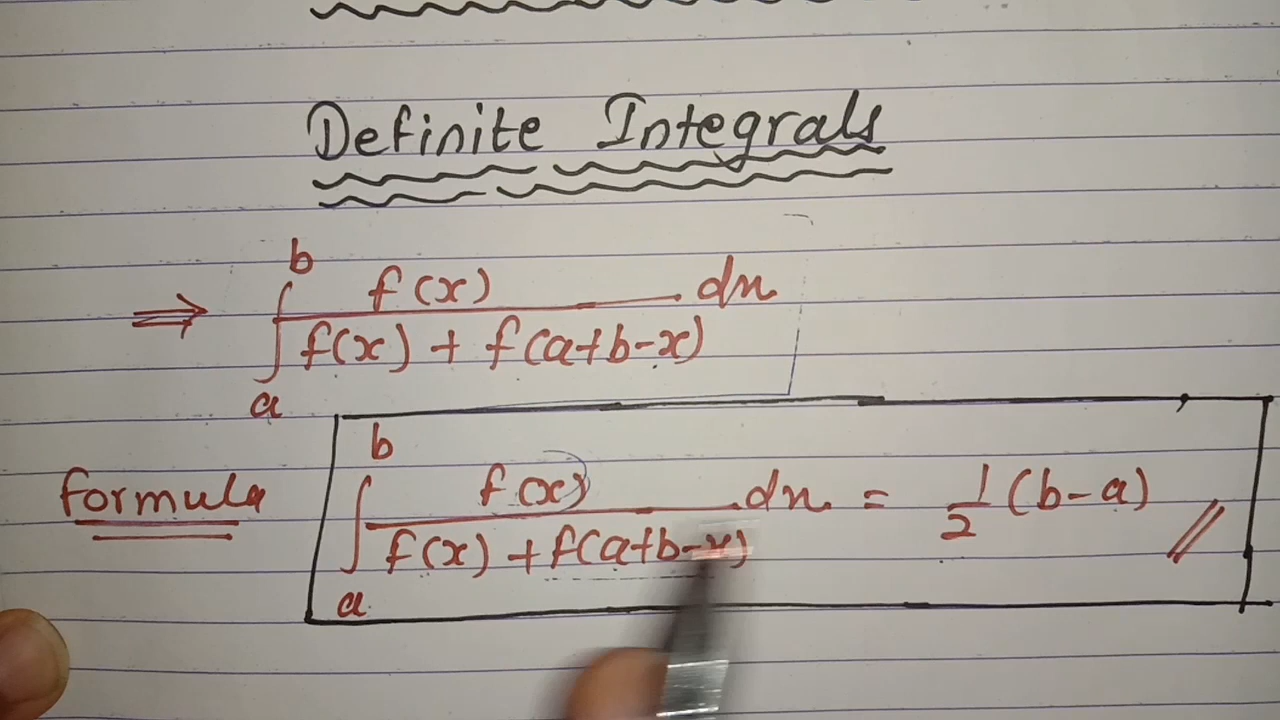 Definite Integrals
⇒ ∫_a^b f(x) / (f(x) + f(a+b-x)) dx
formula ∫_a^b f(x) / (f(x) + f(a+b-x)) dx = 1/2 (b-a) //